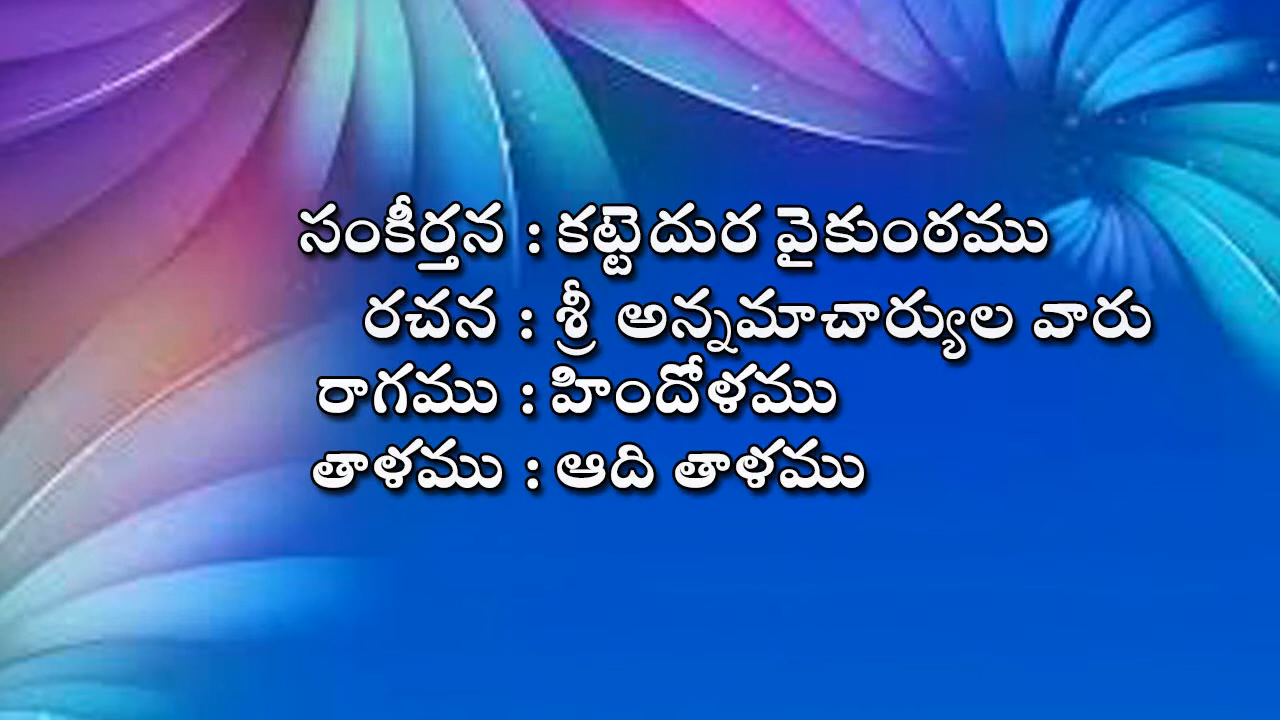 సంకీర్తన : కట్టెదుర వైకుంఠము
రచన : శ్రీ అన్నమాచార్యుల వారు
రాగము : హిందోళము
తాళము : ఆది తాళము